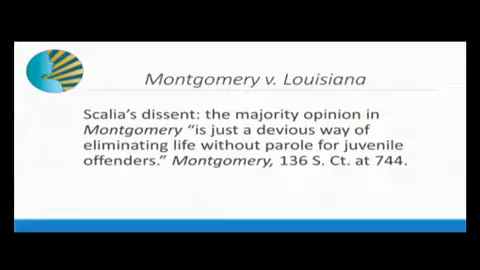 Montgomery v. Louisiana
Scalia's dissent: the majority opinion in
Montgomery "is just a devious way of
eliminating life without parole for juvenile
offenders." Montgomery, 136 S. Ct. at 744.